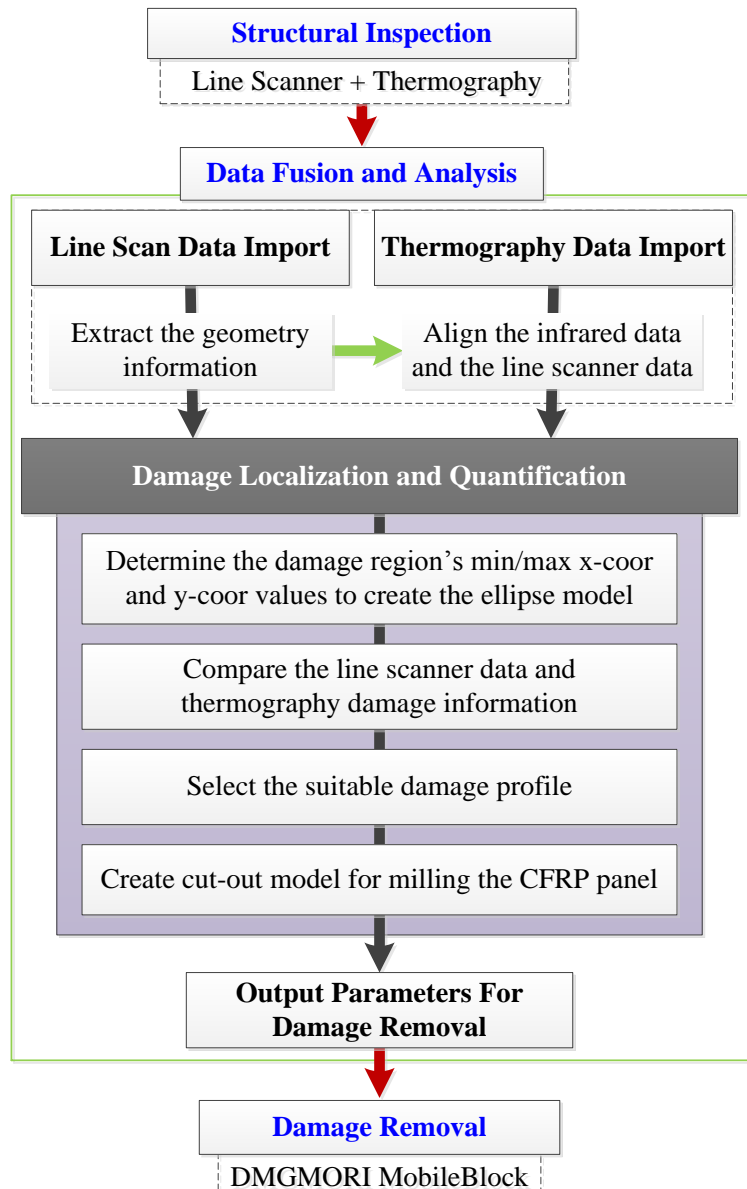 Structural Inspection
Line Scanner + Thermography
Data Fusion and Analysis
Line Scan Data Import
Thermography Data Import
Extract the geometry
information
Align the infrared data
and the line scanner data
Damage Localization and Quantification
Determine the damage region's min/max x-coor
and y-coor values to create the ellipse model
Compare the line scanner data and
thermography damage information
Select the suitable damage profile
Create cut-out model for milling the CFRP panel
Output Parameters For
Damage Removal
Damage Removal
DMGMORI MobileBlock